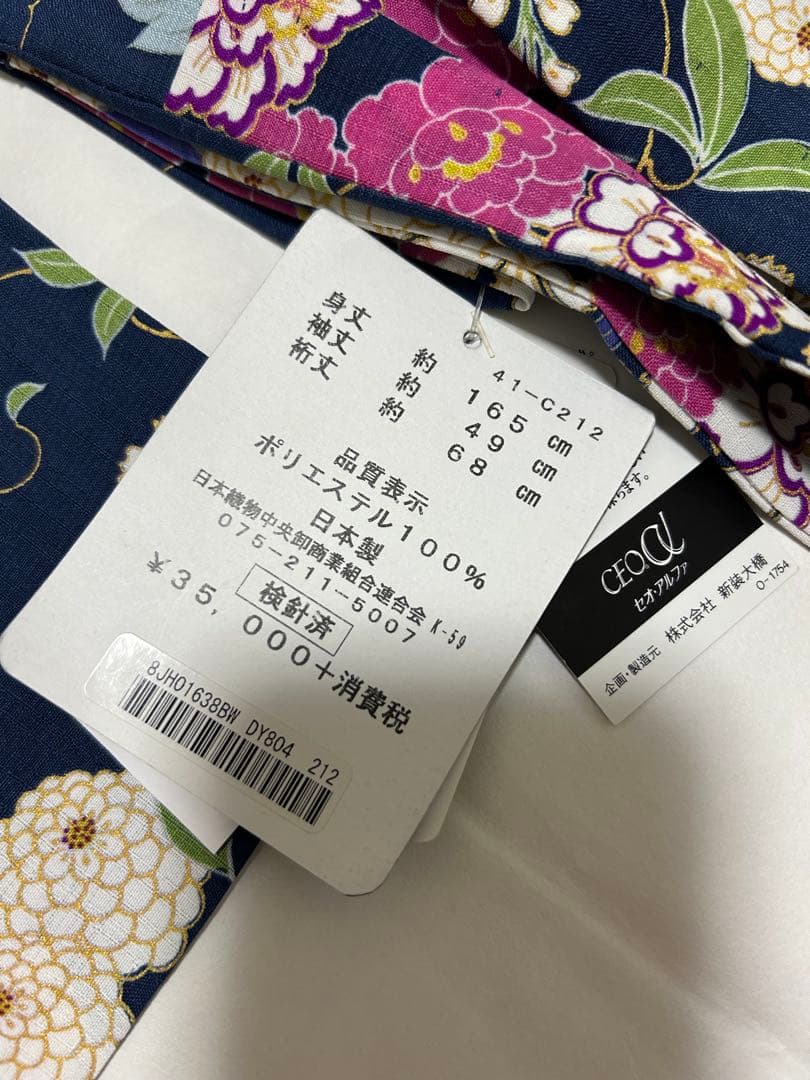 41-C212
身丈 約 165 cm
袖丈 約 49 cm
裄丈 約 68 cm
品質表示
ポリエステル100%
日本製
日本織物中央卸商業組合連合会 K-59
075-211-5007
検針済
¥35,000+消費税
8JH01638BW DY804 212
CEOα
セオ・アルファ
企画・製造元 株式会社 新装大橋
O-1754